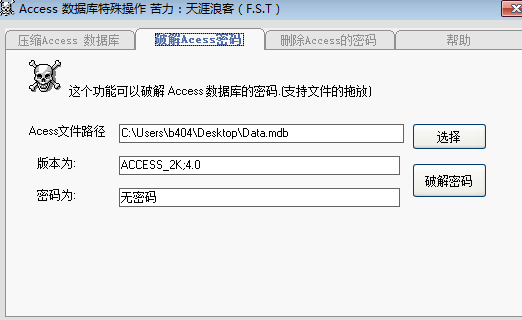 Access 数据库特殊操作 苦力：天涯浪客（F.S.T）
压缩Access 数据库 破解Acess密码 删除Access的密码 帮助
这个功能可以破解 Access 数据库的密码.(支持文件的拖放)
Acess文件路径 C:\Users\b404\Desktop\Data.mdb 选择
版本为: ACCESS_2K;4.0
破解密码
密码为: 无密码